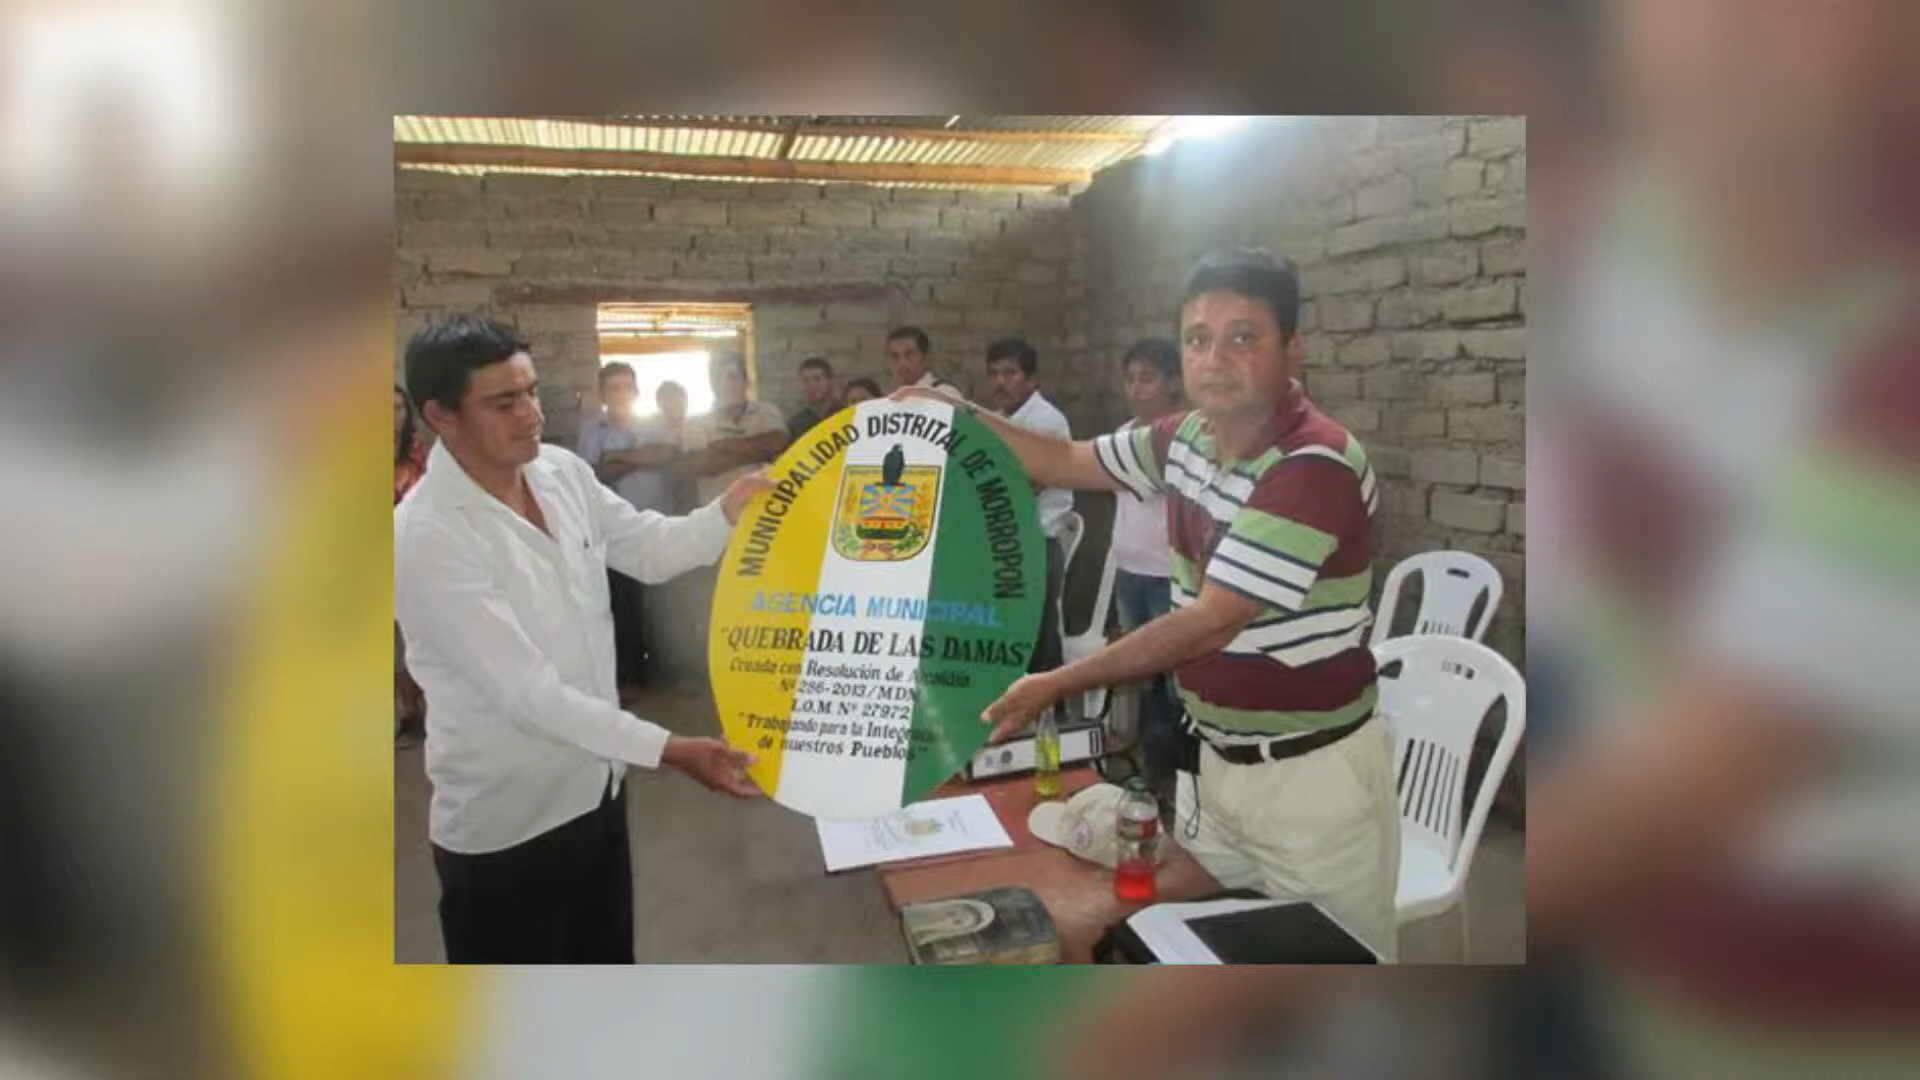 MUNICIPALIDAD DISTRITAL DE MORROPON
AGENCIA MUNICIPAL
"QUEBRADA DE LAS DAMAS"
Creada con Resolución de Alcaldía
Nº 286-2013/MDM
L.O.M Nº 27972
"Trabajando para la
de nuestros Pueblos"